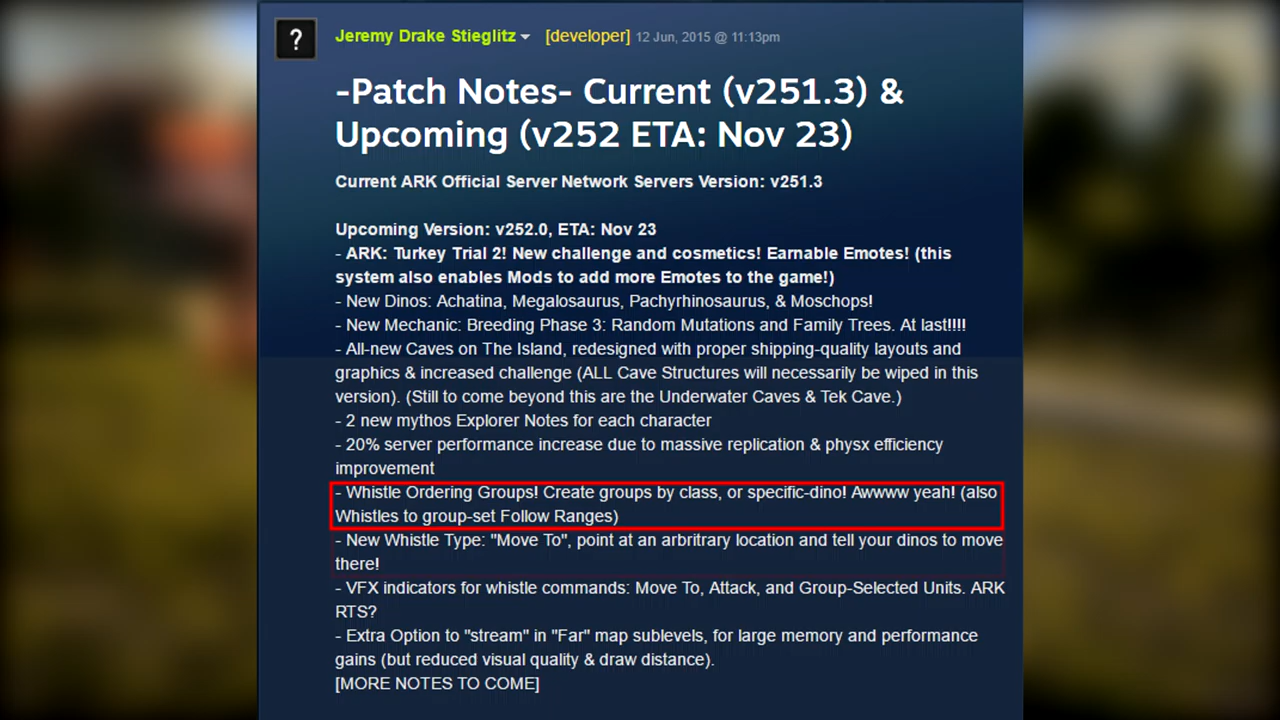 ?
Jeremy Drake Stieglitz [developer] 12 Jun, 2015 @ 11:13pm
-Patch Notes- Current (v251.3) &
Upcoming (v252 ETA: Nov 23)
Current ARK Official Server Network Servers Version: v251.3
Upcoming Version: v252.0, ETA: Nov 23
- ARK: Turkey Trial 2! New challenge and cosmetics! Earnable Emotes! (this
system also enables Mods to add more Emotes to the game!)
- New Dinos: Achatina, Megalosaurus, Pachyrhinosaurus, & Moschops!
- New Mechanic: Breeding Phase 3: Random Mutations and Family Trees. At last!!!!
- All-new Caves on The Island, redesigned with proper shipping-quality layouts and
graphics & increased challenge (ALL Cave Structures will necessarily be wiped in this
version). (Still to come beyond this are the Underwater Caves & Tek Cave.)
- 2 new mythos Explorer Notes for each character
- 20% server performance increase due to massive replication & physx efficiency
improvement
- Whistle Ordering Groups! Create groups by class, or specific-dino! Awwww yeah! (also
Whistles to group-set Follow Ranges)
- New Whistle Type: "Move To", point at an arbritrary location and tell your dinos to move
there!
- VFX indicators for whistle commands: Move To, Attack, and Group-Selected Units. ARK
RTS?
- Extra Option to "stream" in "Far" map sublevels, for large memory and performance
gains (but reduced visual quality & draw distance).
[MORE NOTES TO COME]